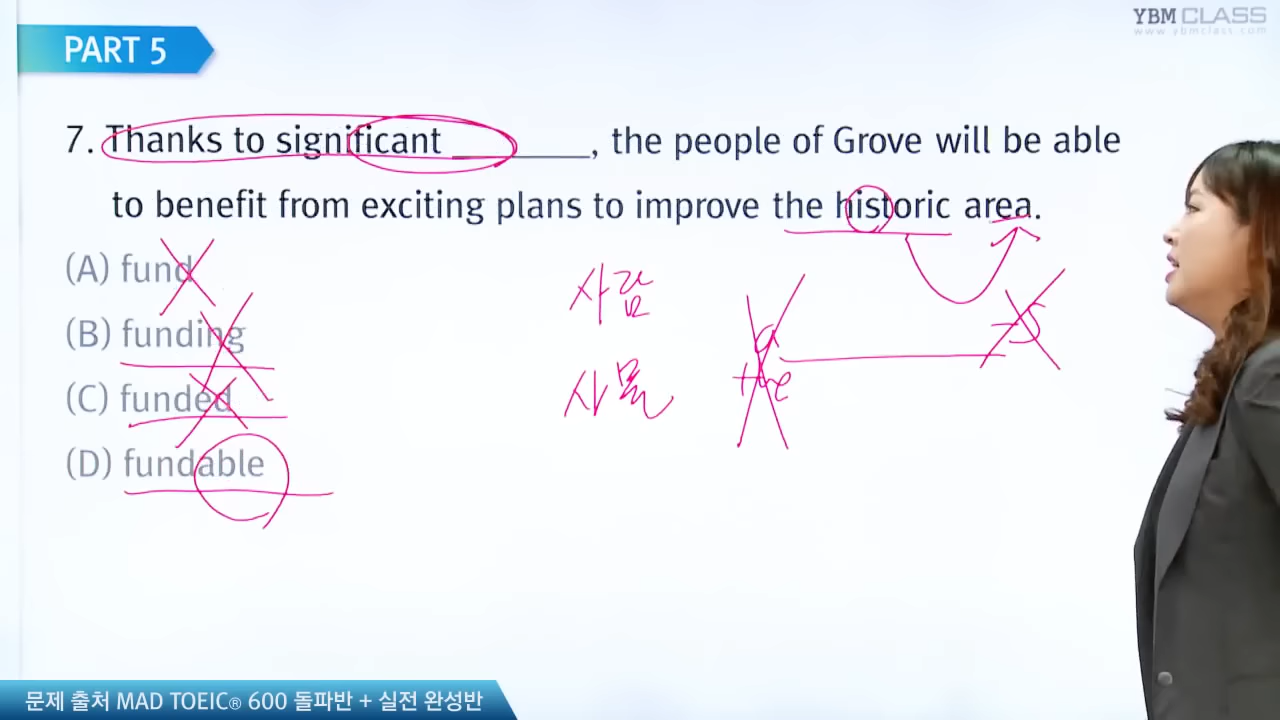 YBM CLASS
www.ybmclass.com
PART 5
7. Thanks to significant ________, the people of Grove will be able
to benefit from exciting plans to improve the historic area.
(A) fund
(B) funding
(C) funded
(D) fundable
사람
사물
a
the
-s
문제 출처 MAD TOEIC® 600 돌파반 + 실전 완성반